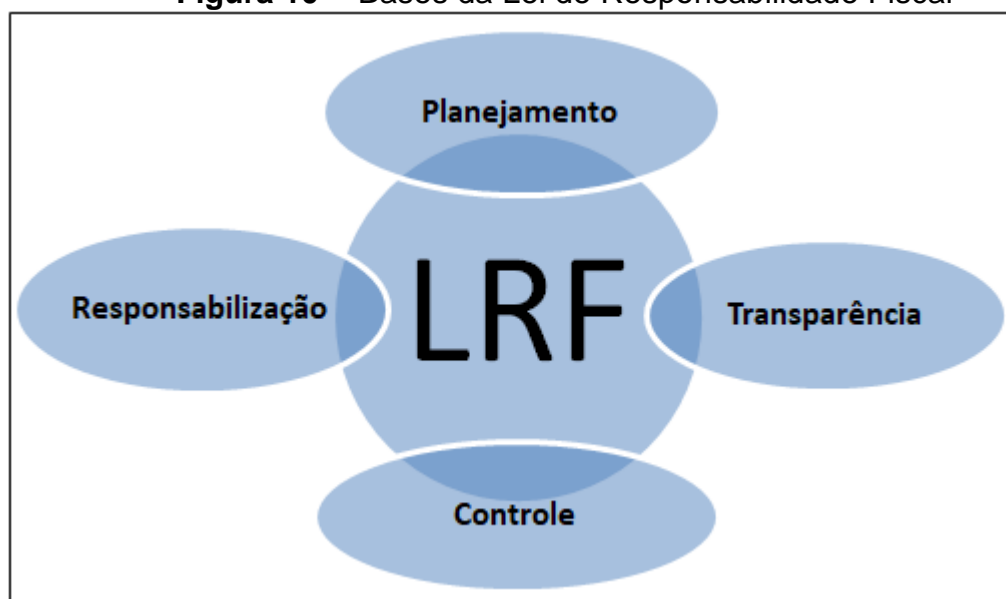 Figura – Bases da Lei de Responsabilidade Fiscal
Planejamento
Responsabilização
LRF
Transparência
Controle